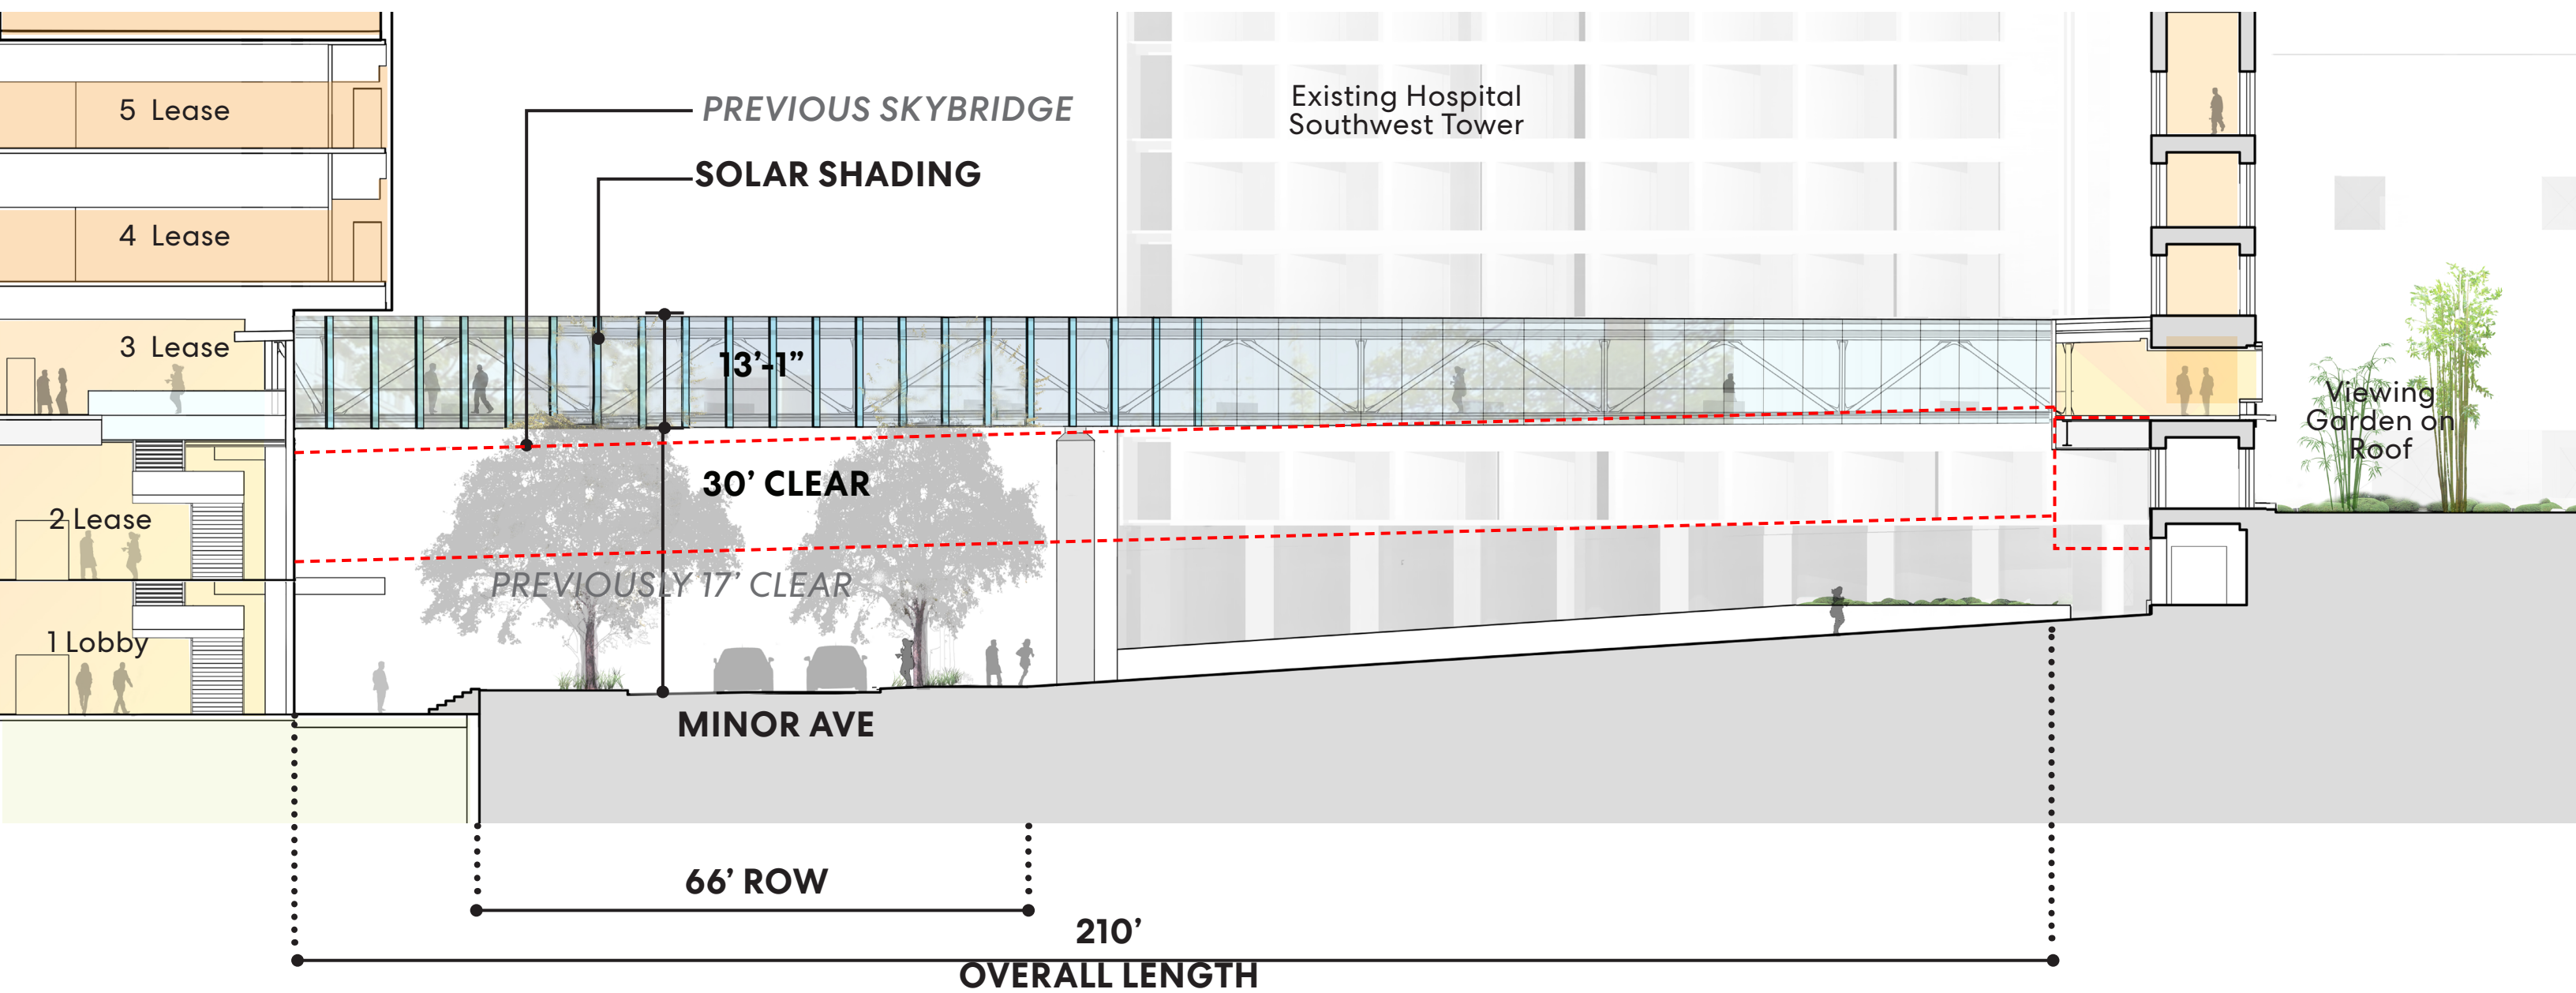 PREVIOUS SKYBRIDGE
SOLAR SHADING
Existing Hospital
Southwest Tower
5 Lease
4 Lease
3 Lease
2 Lease
1 Lobby
13'-1"
30' CLEAR
PREVIOUSLY 17' CLEAR
MINOR AVE
Viewing
Garden on
Roof
66' ROW
210'
OVERALL LENGTH